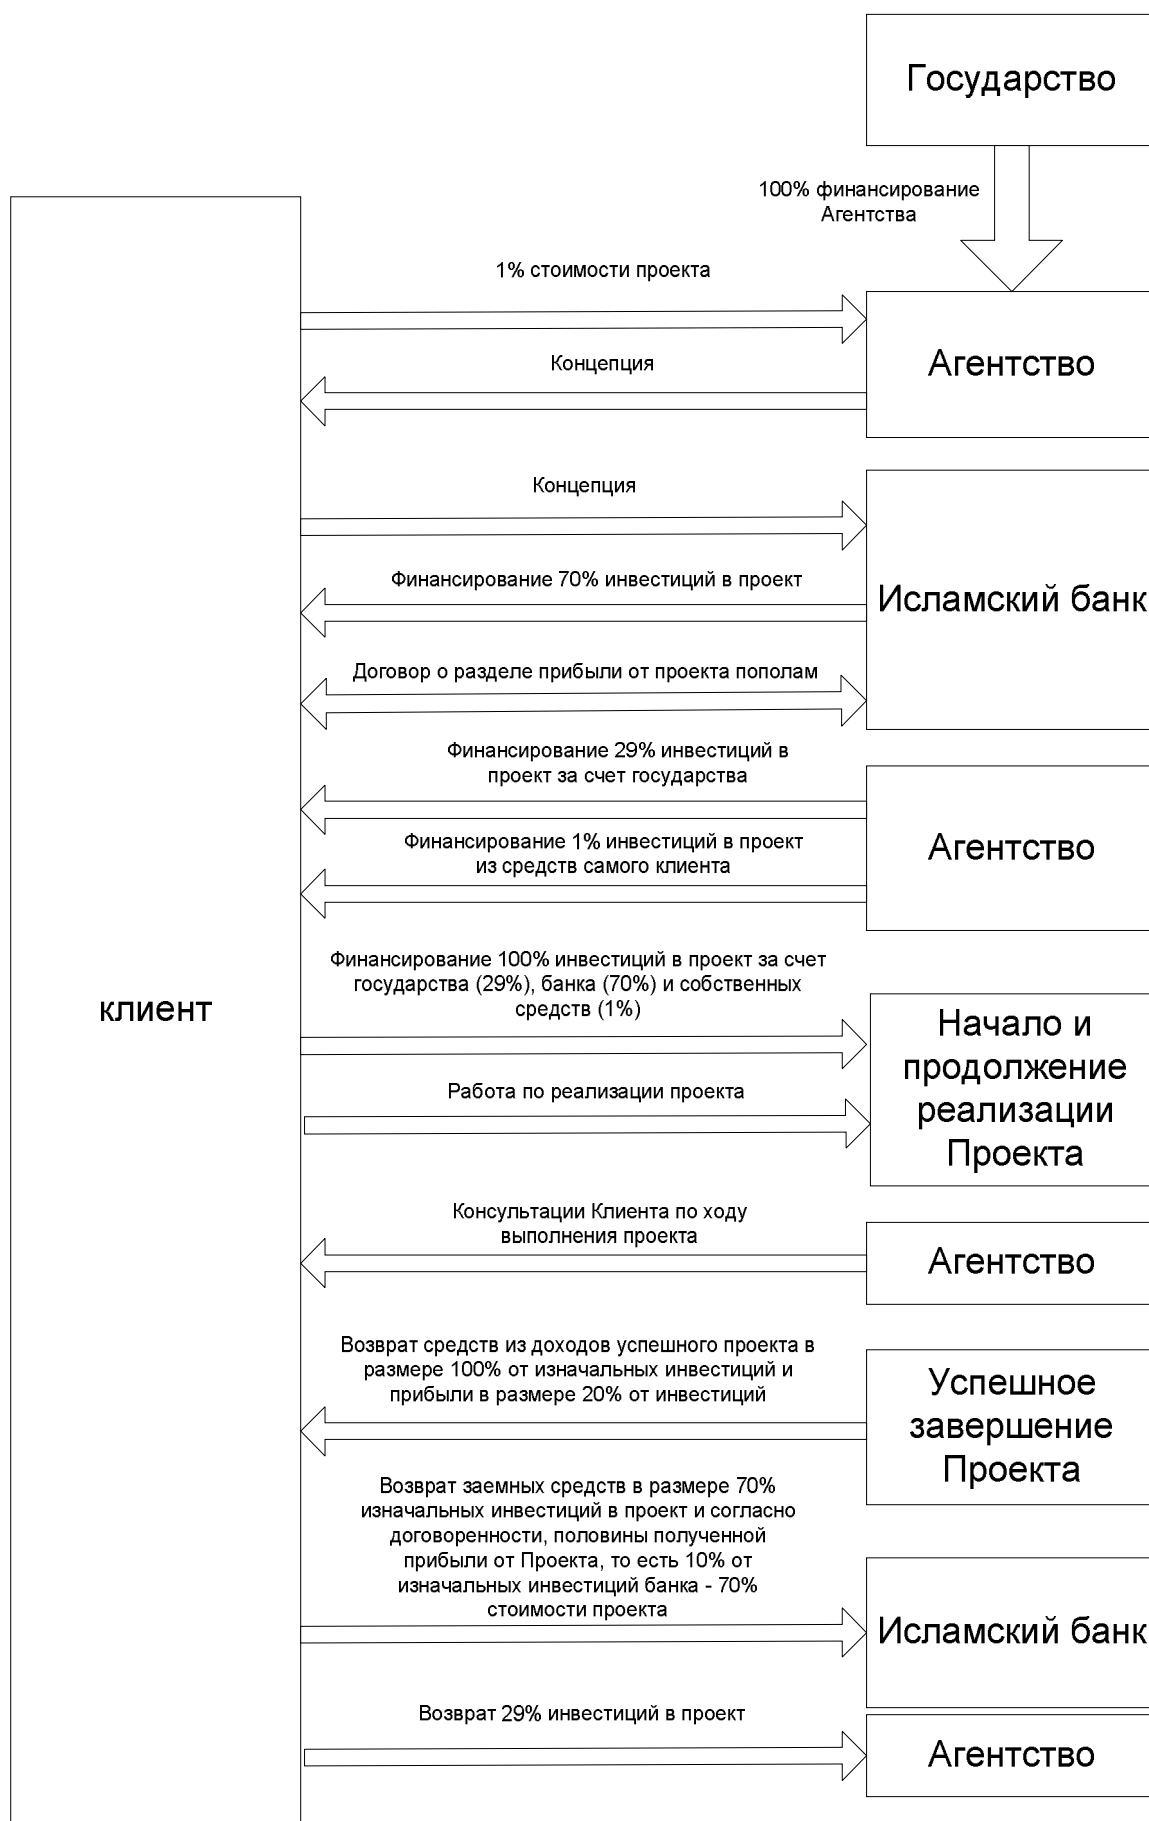 Государство
100% финансирование
Агентства
1% стоимости проекта
Агентство
Концепция
Концепция
Финансирование 70% инвестиций в проект
Исламский банк
Договор о разделе прибыли от проекта пополам
Финансирование 29% инвестиций в
проект за счет государства
Агентство
Финансирование 1% инвестиций в проект
из средств самого клиента
Финансирование 100% инвестиций в проект за счет
государства (29%), банка (70%) и собственных
средств (1%)
клиент
Начало и
продолжение
реализации
Проекта
Работа по реализации проекта
Консультации Клиента по ходу
выполнения проекта
Агентство
Возврат средств из доходов успешного проекта в
размере 100% от изначальных инвестиций и
прибыли в размере 20% от инвестиций
Успешное
завершение
Проекта
Возврат заемных средств в размере 70%
изначальных инвестиций в проект и согласно
договоренности, половины полученной
прибыли от Проекта, то есть 10% от
изначальных инвестиций банка - 70%
стоимости проекта
Исламский банк
Возврат 29% инвестиций в проект
Агентство